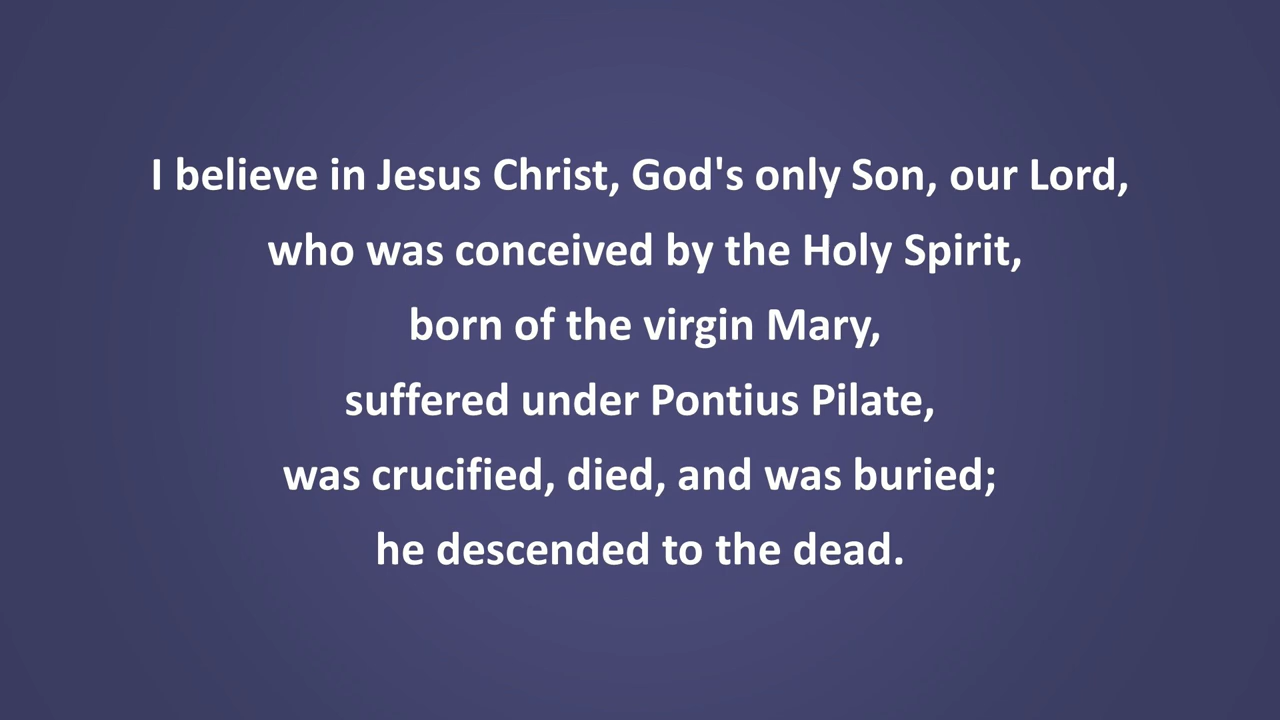 I believe in Jesus Christ, God's only Son, our Lord,
who was conceived by the Holy Spirit,
born of the virgin Mary,
suffered under Pontius Pilate,
was crucified, died, and was buried;
he descended to the dead.